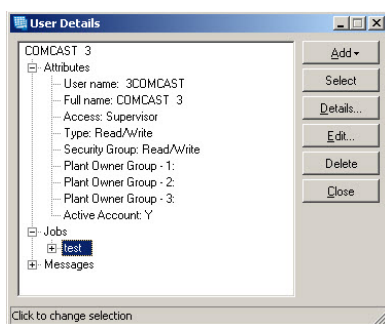 User Details
COMCAST 3
Attributes
User name: 3COMCAST
Full name: COMCAST 3
Access: Supervisor
Type: Read/Write
Security Group: Read/Write
Plant Owner Group - 1:
Plant Owner Group - 2:
Plant Owner Group - 3:
Active Account: Y
Jobs
test
Messages
Add
Select
Details...
Edit...
Delete
Close
Click to change selection